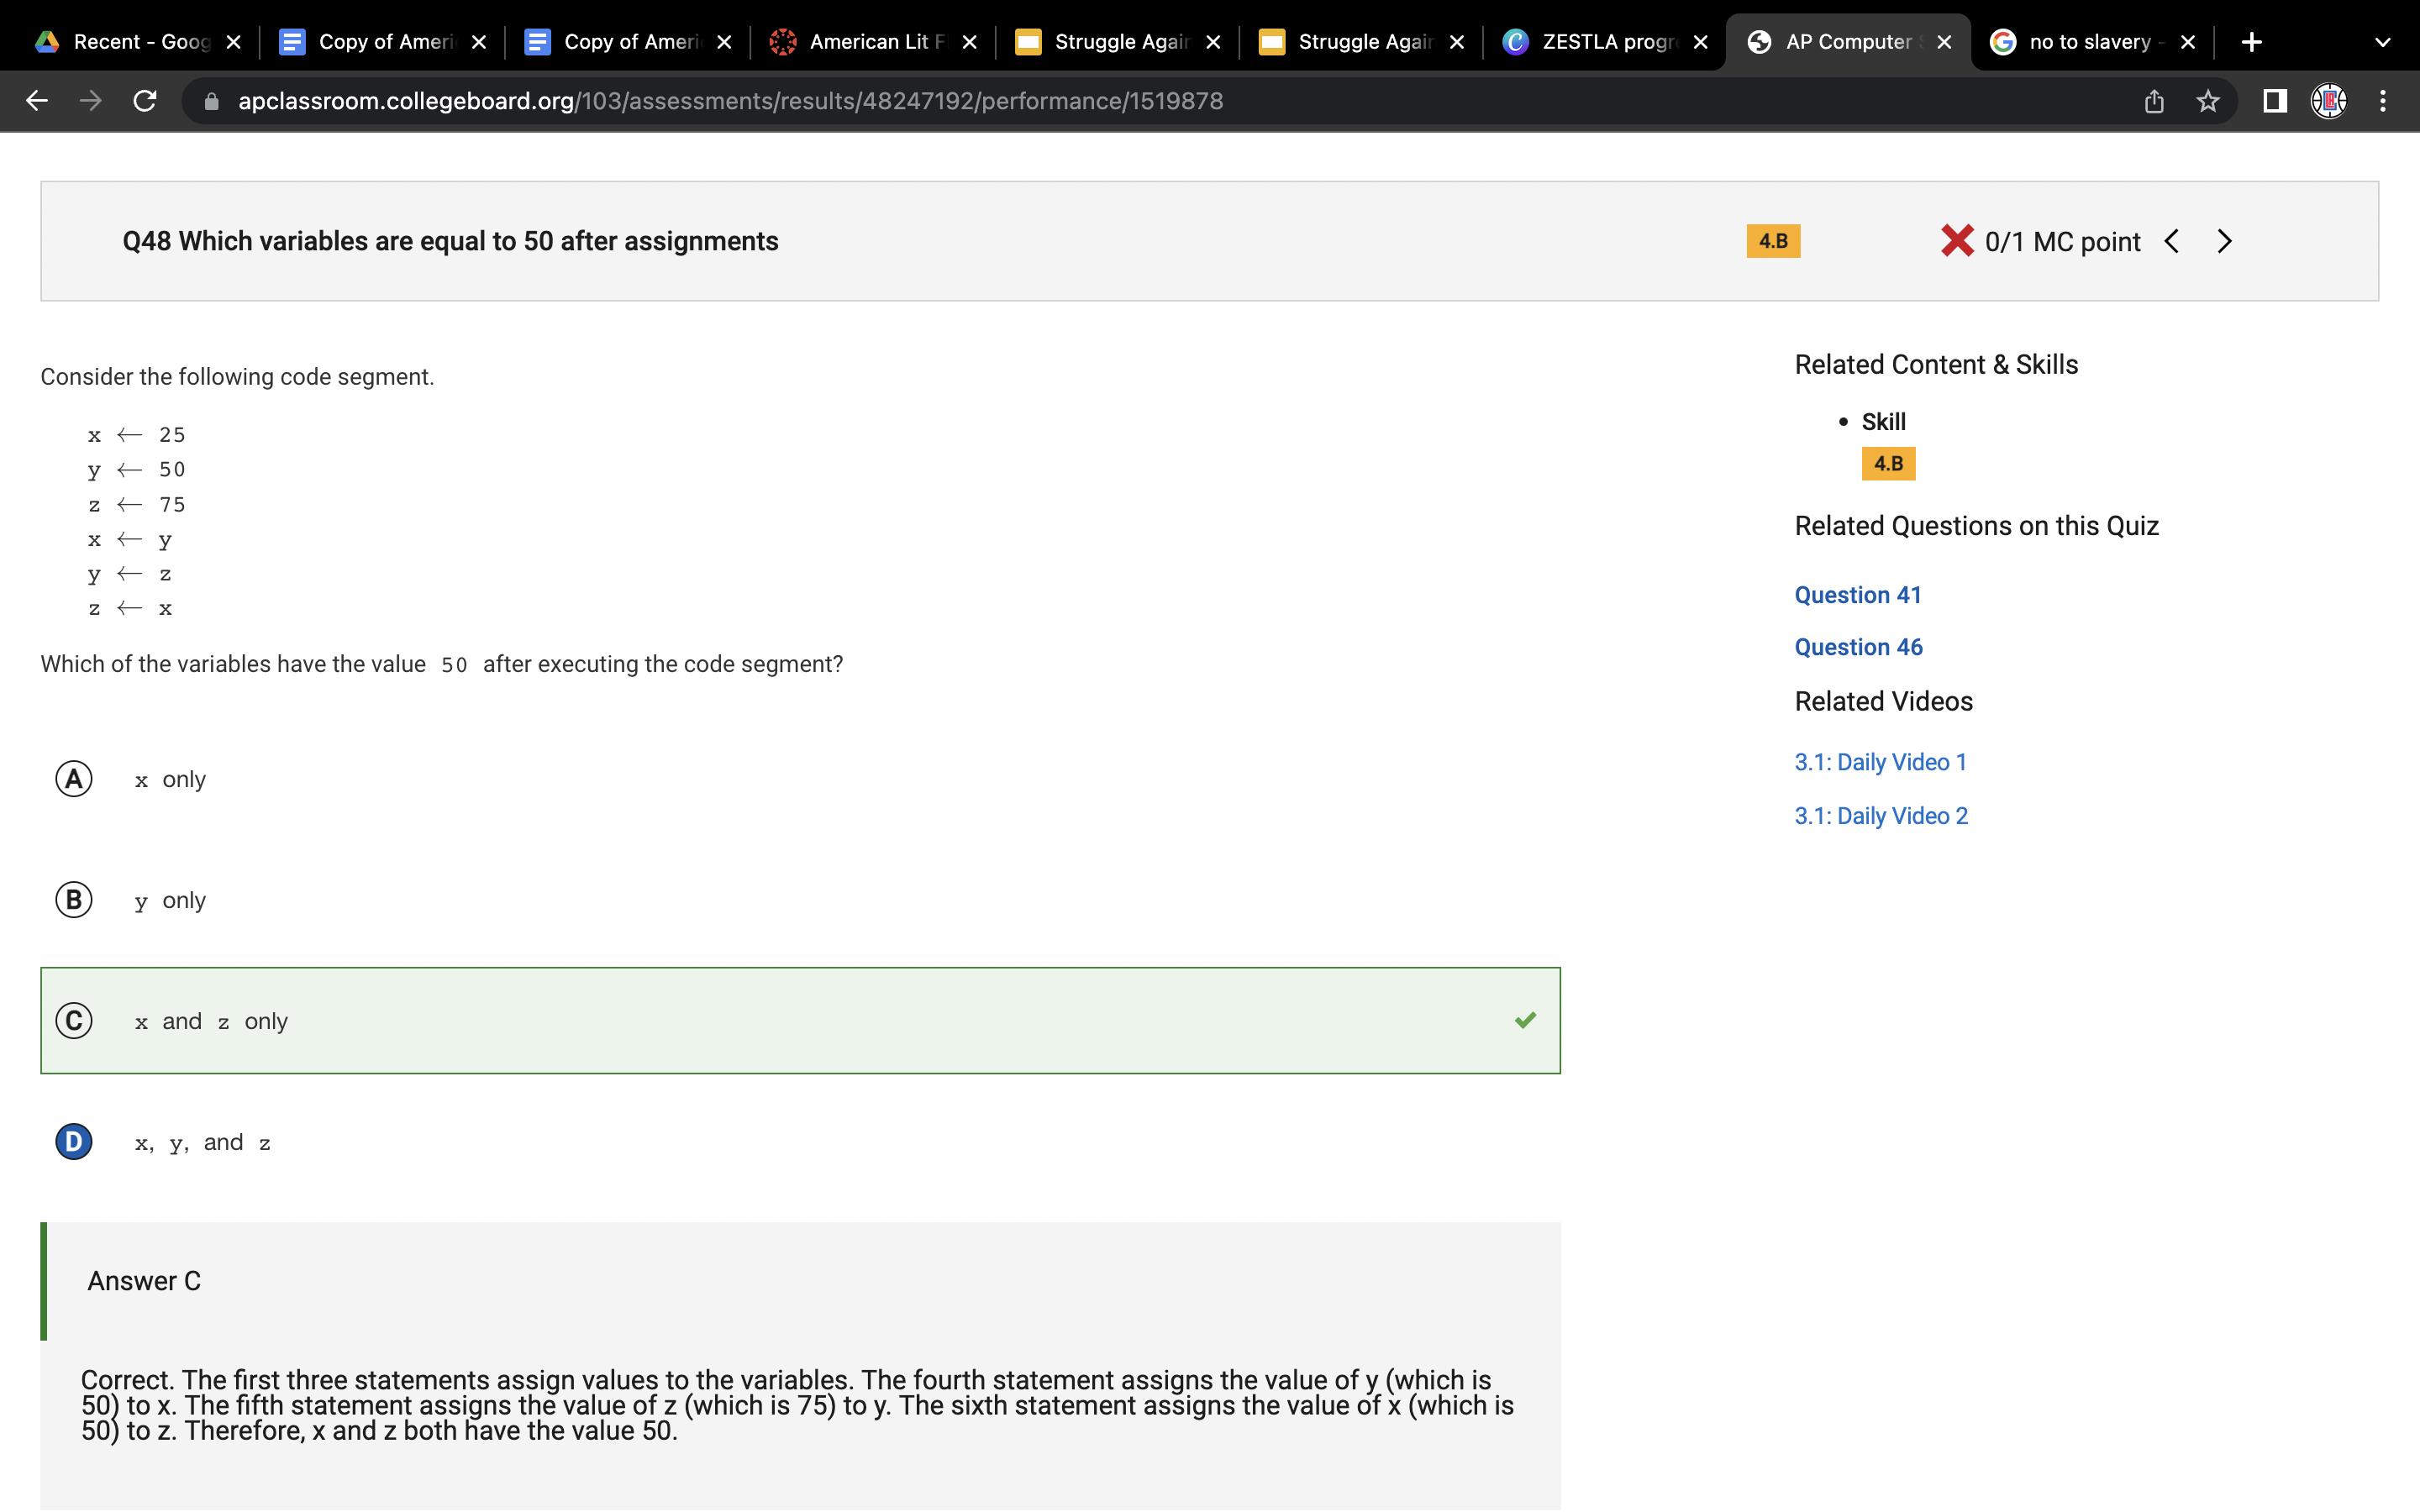 Recent - Goog
Copy of Ameri
Copy of Ameri
American Lit F
Struggle Again
Struggle Again
ZESTLA progr
AP Computer S
no to slavery -
apclassroom.collegeboard.org/103/assessments/results/48247192/performance/1519878
Q48 Which variables are equal to 50 after assignments
4.B
0/1 MC point
Consider the following code segment.
x ← 25
y ← 50
z ← 75
x ← y
y ← z
z ← x
Which of the variables have the value 50 after executing the code segment?
A x only
B y only
C x and z only
D x, y, and z
Answer C
Correct. The first three statements assign values to the variables. The fourth statement assigns the value of y (which is
50) to x. The fifth statement assigns the value of z (which is 75) to y. The sixth statement assigns the value of x (which is
50) to z. Therefore, x and z both have the value 50.
Related Content & Skills
• Skill
4.B
Related Questions on this Quiz
Question 41
Question 46
Related Videos
3.1: Daily Video 1
3.1: Daily Video 2